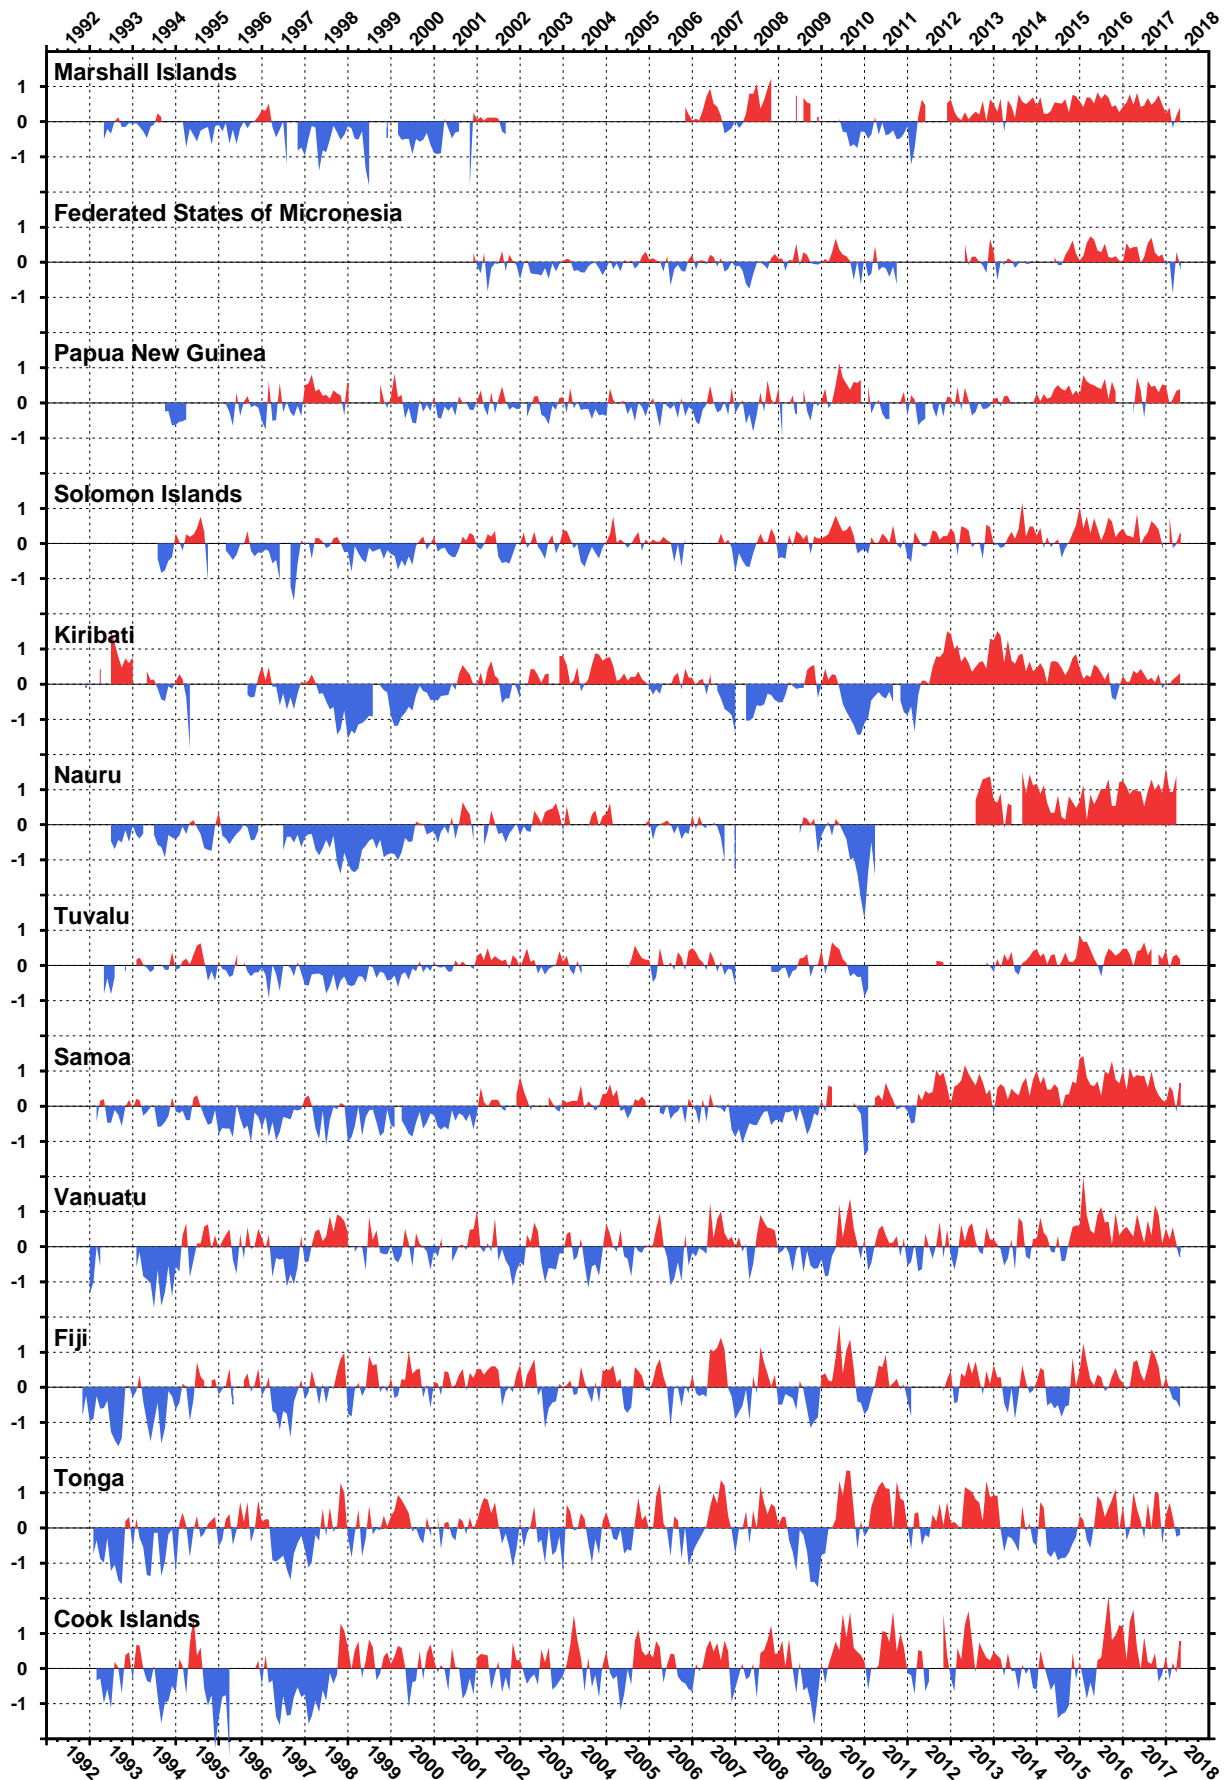 1992 1993 1994 1995 1996 1997 1998 1999 2000 2001 2002 2003 2004 2005 2006 2007 2008 2009 2010 2011 2012 2013 2014 2015 2016 2017 2018
Marshall Islands
1
0
-1
Federated States of Micronesia
1
0
-1
Papua New Guinea
1
0
-1
Solomon Islands
1
0
-1
Kiribati
1
0
-1
Nauru
1
0
-1
Tuvalu
1
0
-1
Samoa
1
0
-1
Vanuatu
1
0
-1
Fiji
1
0
-1
Tonga
1
0
-1
Cook Islands
1
0
-1
1992 1993 1994 1995 1996 1997 1998 1999 2000 2001 2002 2003 2004 2005 2006 2007 2008 2009 2010 2011 2012 2013 2014 2015 2016 2017 2018